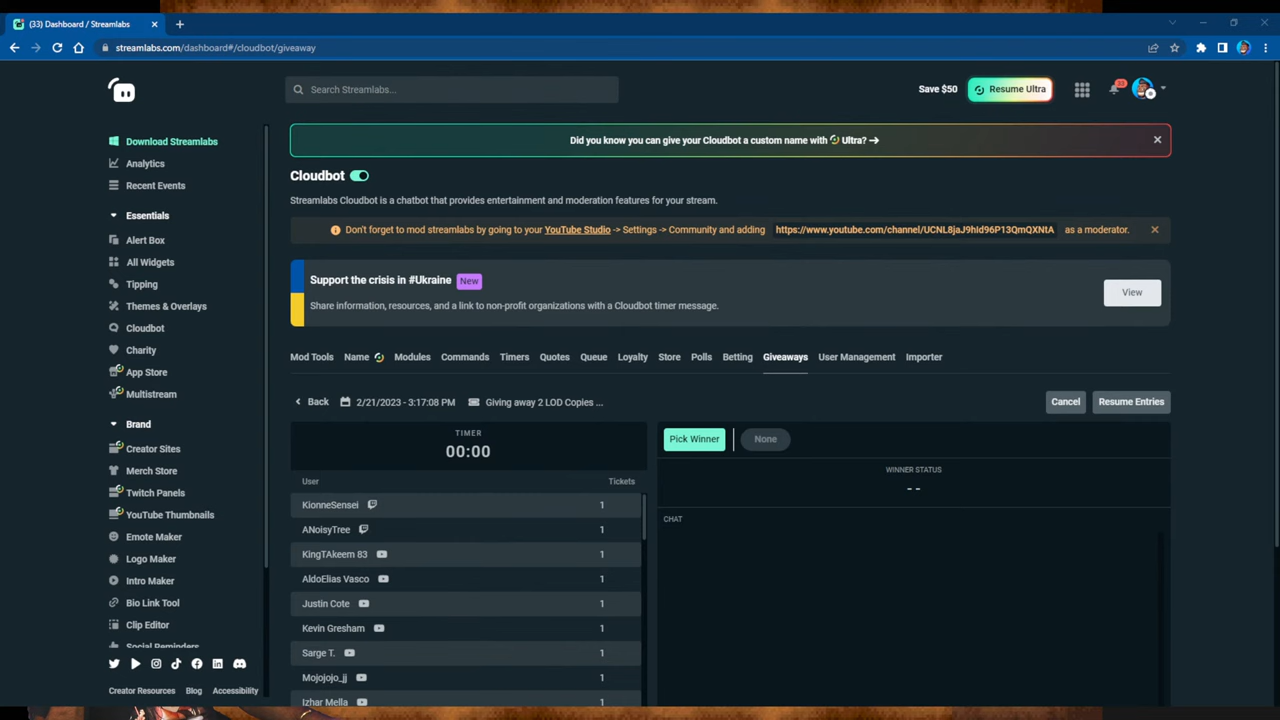 (33) Dashboard / Streamlabs
streamlabs.com/dashboard#/cloudbot/giveaway
Search Streamlabs...
Save $50
Resume Ultra
33
Download Streamlabs
Analytics
Recent Events
Essentials
Alert Box
All Widgets
Tipping
Themes & Overlays
Cloudbot
Charity
App Store
Multistream
Brand
Creator Sites
Merch Store
Twitch Panels
YouTube Thumbnails
Emote Maker
Logo Maker
Intro Maker
Bio Link Tool
Clip Editor
Social Reminders
Creator Resources Blog Accessibility
Did you know you can give your Cloudbot a custom name with Ultra? →
Cloudbot
Streamlabs Cloudbot is a chatbot that provides entertainment and moderation features for your stream.
Don't forget to mod streamlabs by going to your YouTube Studio -> Settings -> Community and adding https://www.youtube.com/channel/UCNL8jaJ9hId96P13QmQXNtA as a moderator.
Support the crisis in #Ukraine New
Share information, resources, and a link to non-profit organizations with a Cloudbot timer message.
View
Mod Tools Name Modules Commands Timers Quotes Queue Loyalty Store Polls Betting Giveaways User Management Importer
Back 2/21/2023 - 3:17:08 PM Giving away 2 LOD Copies ...
Cancel Resume Entries
TIMER
00:00
User Tickets
KionneSensei 1
ANoisyTree 1
KingTAkeem 83 1
AldoElias Vasco 1
Justin Cote 1
Kevin Gresham 1
Sarge T. 1
Mojojojo_jj 1
Izhar Mella 1
Pick Winner None
WINNER STATUS
- -
CHAT